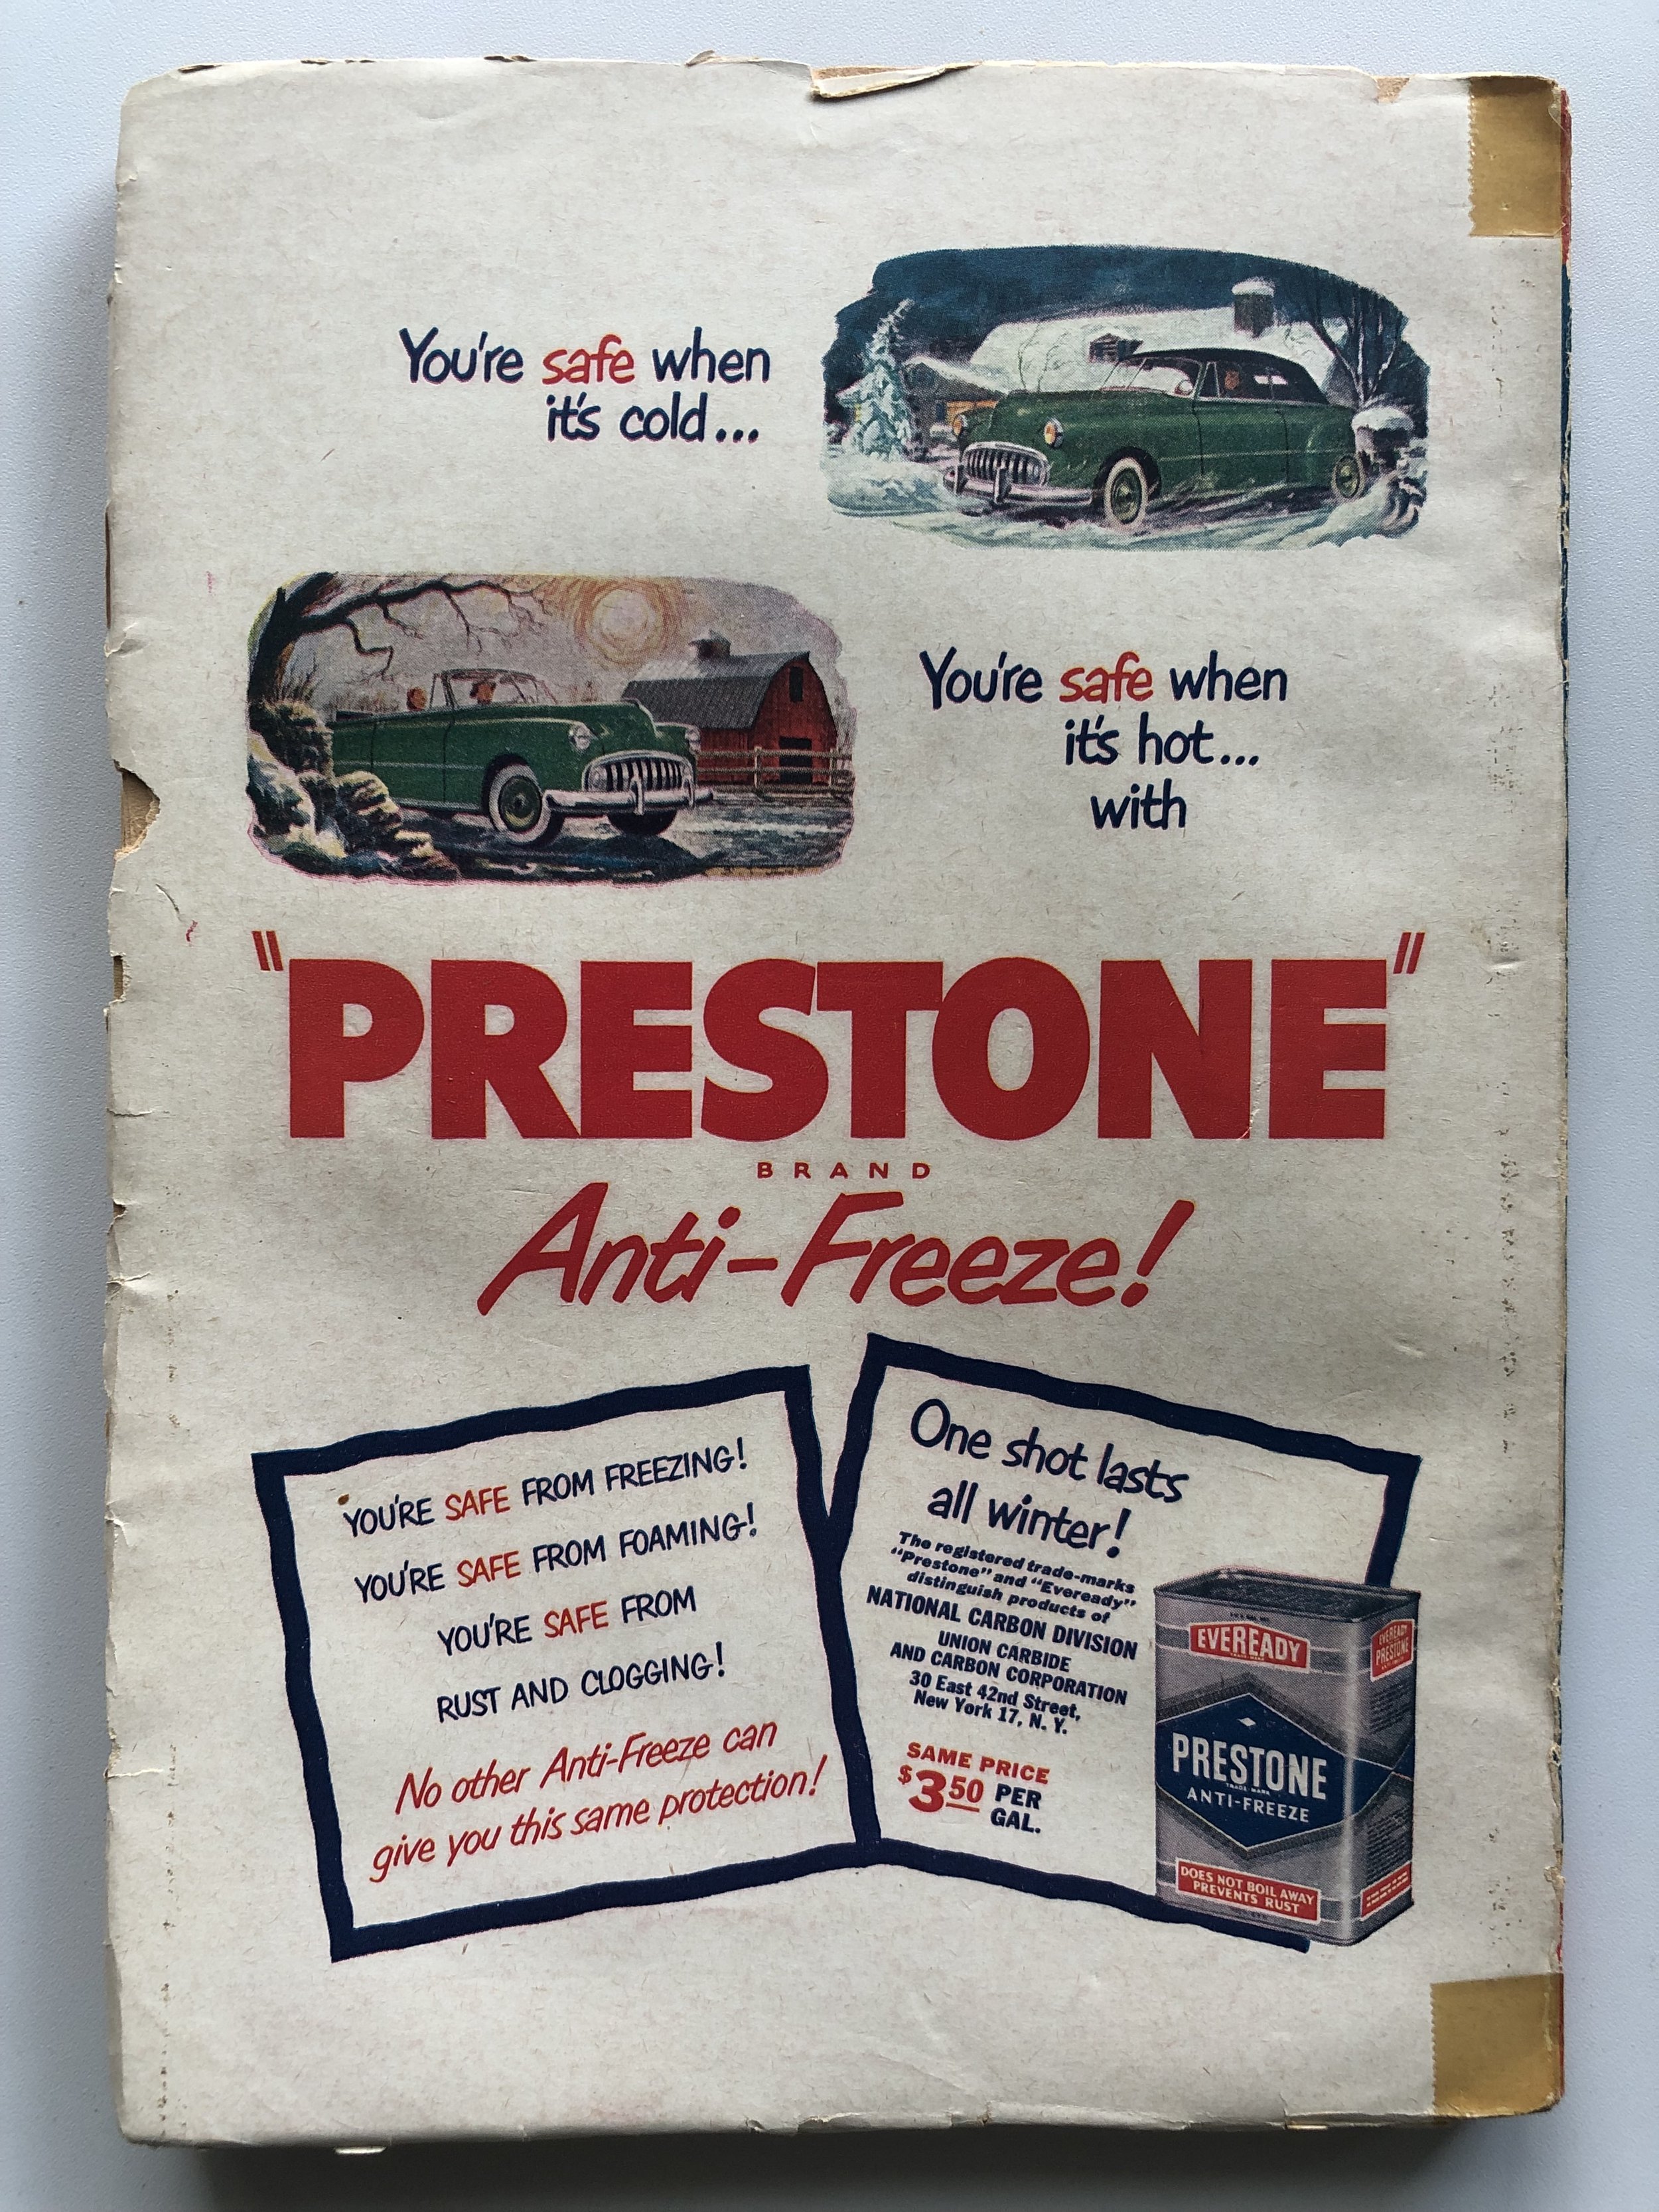 You're safe when
it's cold...
You're safe when
it's hot...
with
"PRESTONE"
BRAND
Anti-Freeze!
YOU'RE SAFE FROM FREEZING!
YOU'RE SAFE FROM FOAMING!
YOU'RE SAFE FROM
RUST AND CLOGGING!
No other Anti-Freeze can
give you this same protection!
One shot lasts
all winter!
The registered trade-marks
"Prestone" and "Eveready"
distinguish products of
NATIONAL CARBON DIVISION
UNION CARBIDE
AND CARBON CORPORATION
30 East 42nd Street,
New York 17, N. Y.
SAME PRICE
$3.50 PER
GAL.
EVEREADY
TRADE-MARK
PRESTONE
TRADE-MARK
ANTI-FREEZE
DOES NOT BOIL AWAY
PREVENTS RUST
EVEREADY
PRESTONE